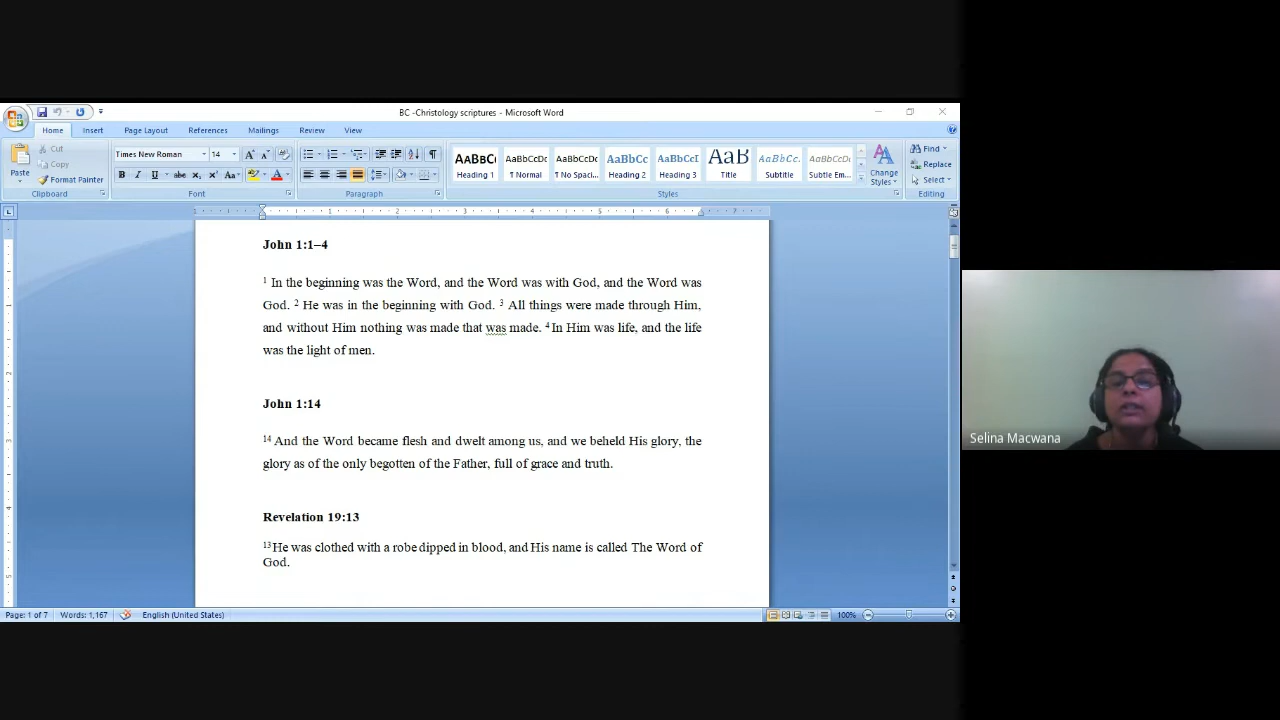 BC -Christology scriptures - Microsoft Word
Home Insert Page Layout References Mailings Review View
Paste
Cut
Copy
Format Painter
Clipboard
Times New Roman 14
Font
Paragraph
AaBbC( AaBbCcDc AaBbCcDc AaBbCc AaBbCcI AaB AaBbCc. AaBbCcDc
Heading 1 ¶ Normal ¶ No Spaci... Heading 2 Heading 3 Title Subtitle Subtle Em...
Change Styles
Styles
Find
Replace
Select
Editing
John 1:1–4
1 In the beginning was the Word, and the Word was with God, and the Word was
God. 2 He was in the beginning with God. 3 All things were made through Him,
and without Him nothing was made that was made. 4 In Him was life, and the life
was the light of men.
John 1:14
14 And the Word became flesh and dwelt among us, and we beheld His glory, the
glory as of the only begotten of the Father, full of grace and truth.
Revelation 19:13
13 He was clothed with a robe dipped in blood, and His name is called The Word of
God.
Page: 1 of 7 Words: 1,167 English (United States) 100%
Selina Macwana